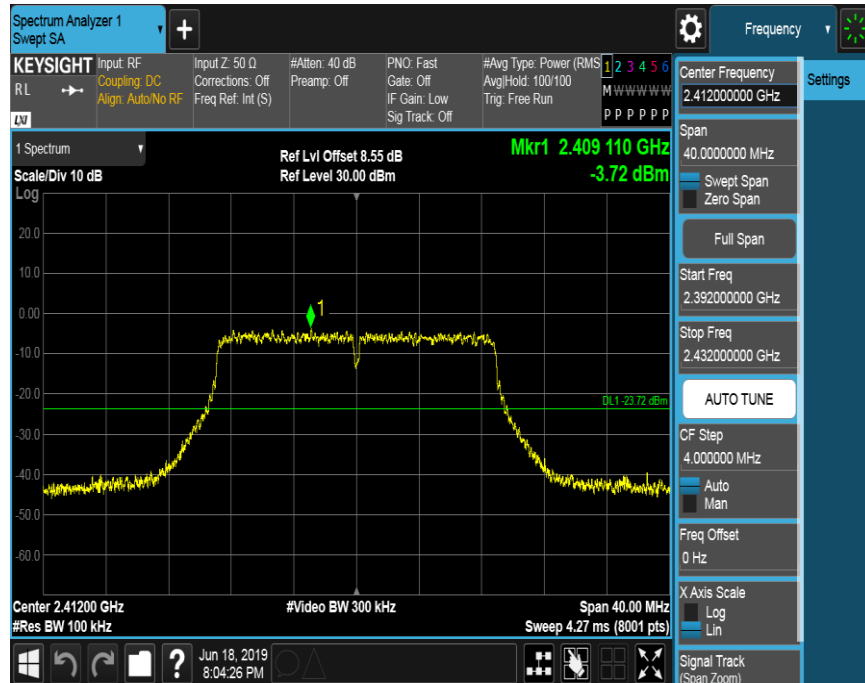 Spectrum Analyzer 1
Swept SA
+
Frequency
KEYSIGHT
RL
LXI
Input: RF
Coupling: DC
Align: Auto/No RF
Input Z: 50 Ω
Corrections: Off
Freq Ref: Int (S)
#Atten: 40 dB
Preamp: Off
PNO: Fast
Gate: Off
IF Gain: Low
Sig Track: Off
#Avg Type: Power (RMS
Avg|Hold: 100/100
Trig: Free Run
1 2 3 4 5 6
M W W W W W
P P P P P P
Center Frequency
2.412000000 GHz
Settings
1 Spectrum
Scale/Div 10 dB
Log
Ref Lvl Offset 8.55 dB
Ref Level 30.00 dBm
Mkr1 2.409 110 GHz
-3.72 dBm
20.0
10.0
0.00
-10.0
-20.0
-30.0
-40.0
-50.0
-60.0
1
DL1 -23.72 dBm
Center 2.41200 GHz
#Res BW 100 kHz
#Video BW 300 kHz
Span 40.00 MHz
Sweep 4.27 ms (8001 pts)
Span
40.0000000 MHz
Swept Span
Zero Span
Full Span
Start Freq
2.392000000 GHz
Stop Freq
2.432000000 GHz
AUTO TUNE
CF Step
4.000000 MHz
Auto
Man
Freq Offset
0 Hz
X Axis Scale
Log
Lin
Signal Track
(Span Zoom)
?
Jun 18, 2019
8:04:26 PM